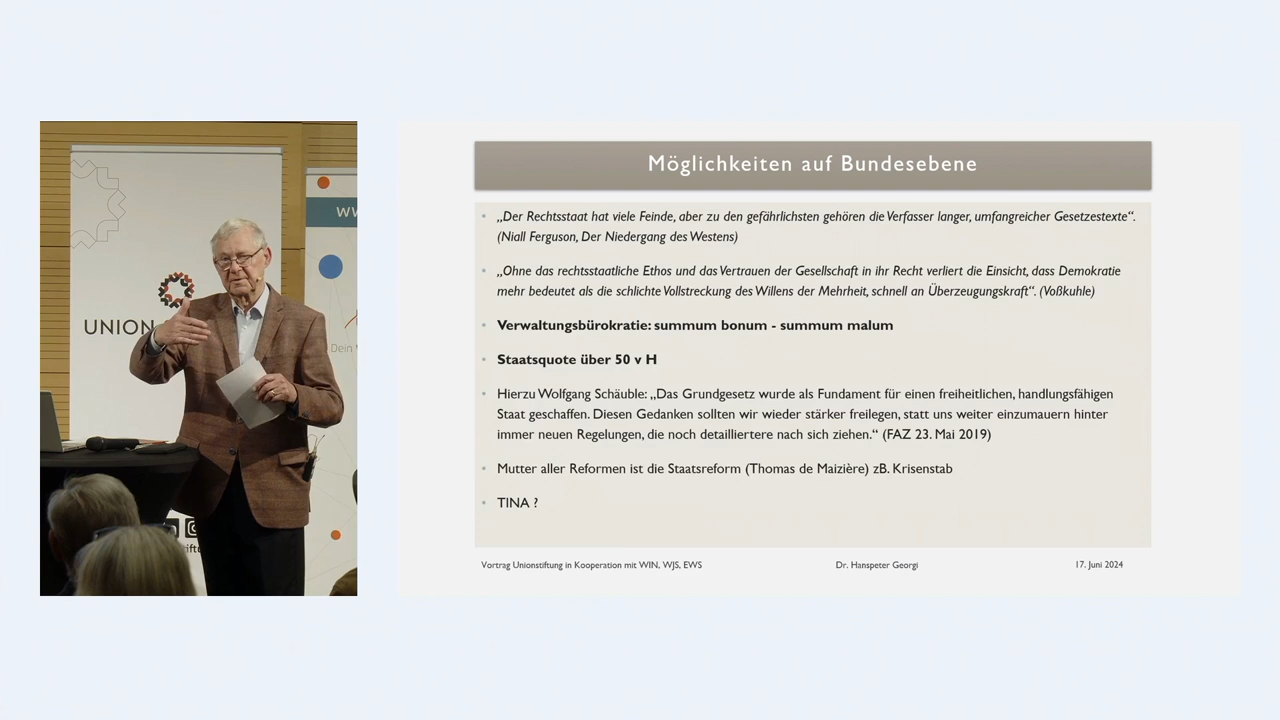 UNION
WW
Dein
Möglichkeiten auf Bundesebene
„Der Rechtsstaat hat viele Feinde, aber zu den gefährlichsten gehören die Verfasser langer, umfangreicher Gesetzestexte“.
(Niall Ferguson, Der Niedergang des Westens)
„Ohne das rechtsstaatliche Ethos und das Vertrauen der Gesellschaft in ihr Recht verliert die Einsicht, dass Demokratie
mehr bedeutet als die schlichte Vollstreckung des Willens der Mehrheit, schnell an Überzeugungskraft“. (Voßkuhle)
Verwaltungsbürokratie: summum bonum - summum malum
Staatsquote über 50 v H
Hierzu Wolfgang Schäuble: „Das Grundgesetz wurde als Fundament für einen freiheitlichen, handlungsfähigen
Staat geschaffen. Diesen Gedanken sollten wir wieder stärker freilegen, statt uns weiter einzumauern hinter
immer neuen Regelungen, die noch detailliertere nach sich ziehen.“ (FAZ 23. Mai 2019)
Mutter aller Reformen ist die Staatsreform (Thomas de Maizière) zB. Krisenstab
TINA ?
Vortrag Unionstiftung in Kooperation mit WIN, WJS, EWS
Dr. Hanspeter Georgi
17. Juni 2024